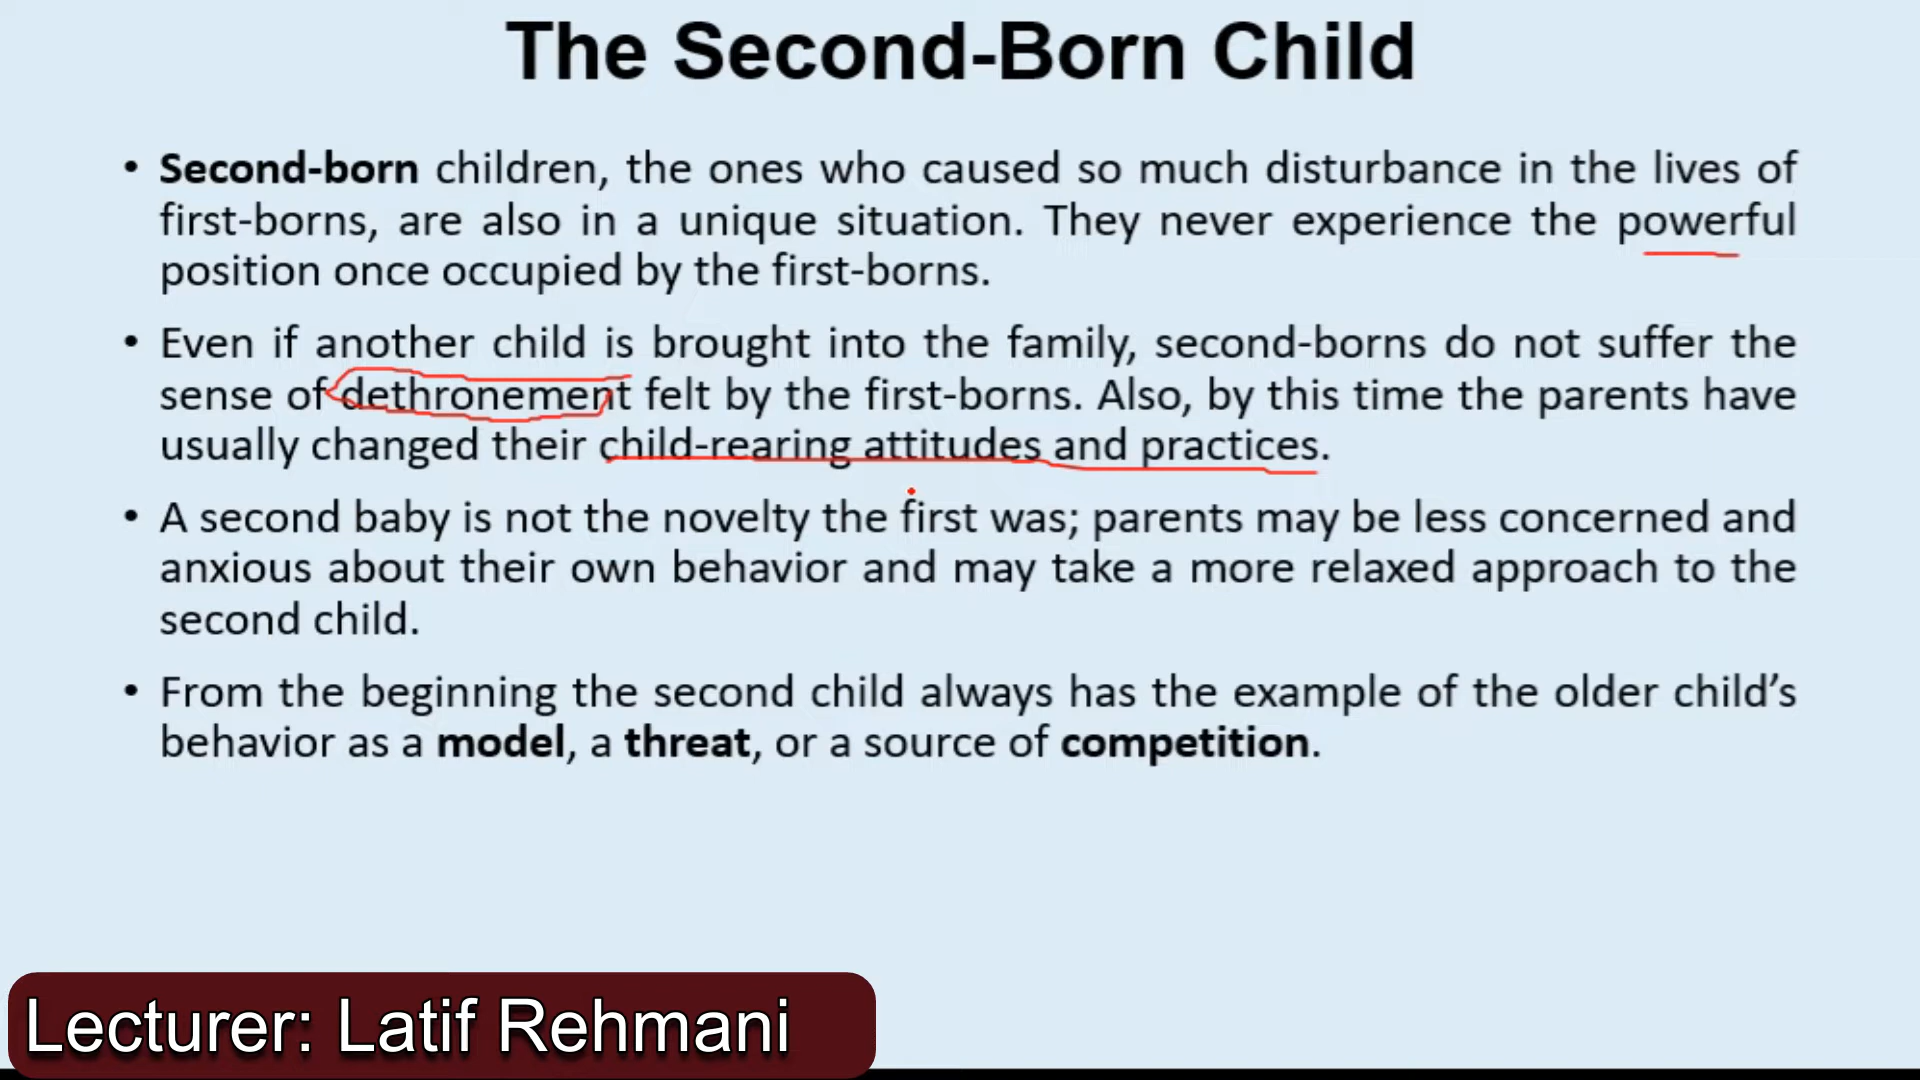 The Second-Born Child
• Second-born children, the ones who caused so much disturbance in the lives of
first-borns, are also in a unique situation. They never experience the powerful
position once occupied by the first-borns.
• Even if another child is brought into the family, second-borns do not suffer the
sense of dethronement felt by the first-borns. Also, by this time the parents have
usually changed their child-rearing attitudes and practices.
• A second baby is not the novelty the first was; parents may be less concerned and
anxious about their own behavior and may take a more relaxed approach to the
second child.
• From the beginning the second child always has the example of the older child’s
behavior as a model, a threat, or a source of competition.
Lecturer: Latif Rehmani